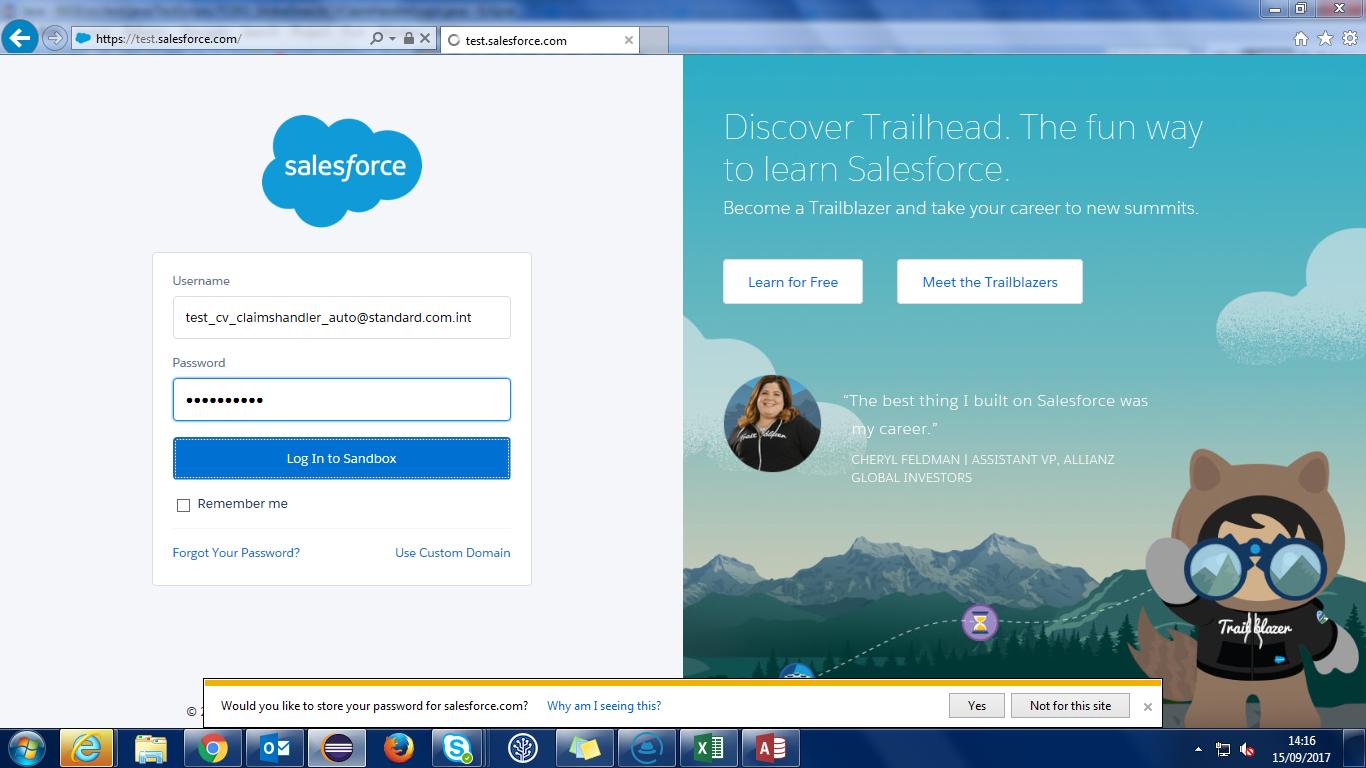 https://test.salesforce.com/
test.salesforce.com
salesforce
Username
test_cv_claimshandler_auto@standard.com.int
Password
Log In to Sandbox
Remember me
Forgot Your Password?
Use Custom Domain
Discover Trailhead. The fun way
to learn Salesforce.
Become a Trailblazer and take your career to new summits.
Learn for Free
Meet the Trailblazers
“The best thing I built on Salesforce was
my career.”
CHERYL FELDMAN | ASSISTANT VP, ALLIANZ
GLOBAL INVESTORS
Trailblazer
Would you like to store your password for salesforce.com?
Why am I seeing this?
Yes
Not for this site
14:16
15/09/2017